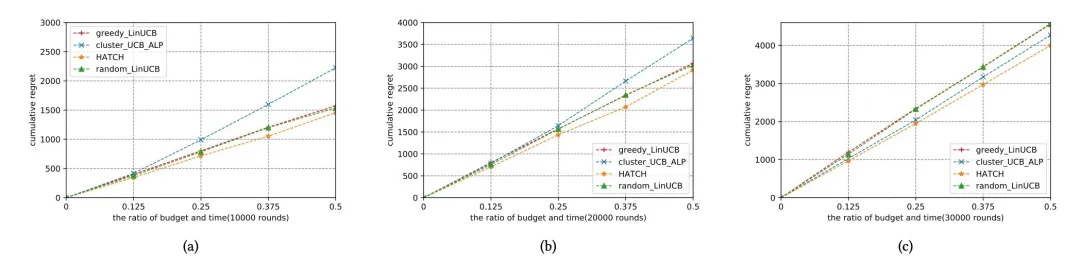 3000
2500
2000
1500
1000
500
0
cumulative regret
greedy_LinUCB
cluster_UCB_ALP
HATCH
random_LinUCB
0 0.125 0.25 0.375 0.5
the ratio of budget and time(10000 rounds)
(a)
4000
3500
3000
2500
2000
1500
1000
500
0
cumulative regret
greedy_LinUCB
cluster_UCB_ALP
HATCH
random_LinUCB
0 0.125 0.25 0.375 0.5
the ratio of budget and time(20000 rounds)
(b)
4000
3000
2000
1000
0
cumulative regret
greedy_LinUCB
cluster_UCB_ALP
HATCH
random_LinUCB
0 0.125 0.25 0.375 0.5
the ratio of budget and time(30000 rounds)
(c)